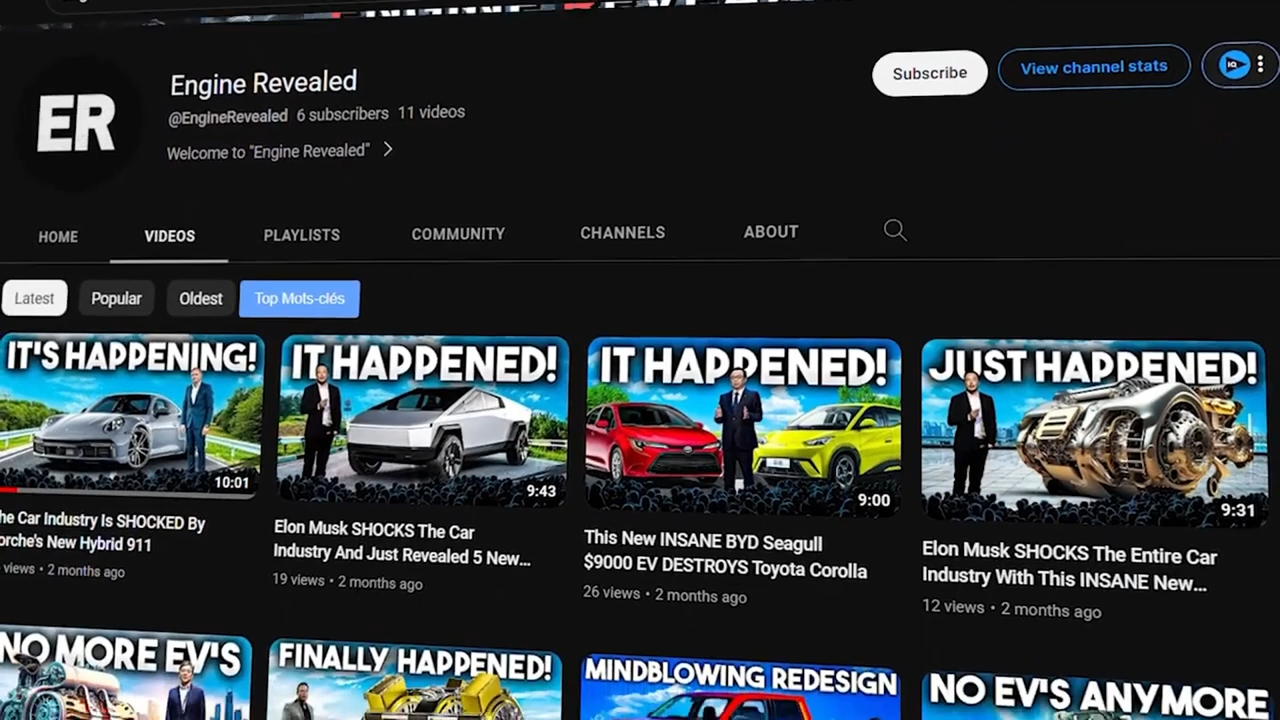 Engine Revealed
ER
@EngineRevealed 6 subscribers 11 videos
Welcome to "Engine Revealed" >
Subscribe
View channel stats
IQ
HOME
VIDEOS
PLAYLISTS
COMMUNITY
CHANNELS
ABOUT
Latest
Popular
Oldest
Top Mots-clés
IT'S HAPPENING!
10:01
IT HAPPENED!
9:43
IT HAPPENED!
9:00
JUST HAPPENED!
9:31
Car Industry Is SHOCKED By
New Hybrid 911
views • 2 months ago
Elon Musk SHOCKS The Car
Industry And Just Revealed 5 New...
19 views • 2 months ago
This New INSANE BYD Seagull
$9000 EV DESTROYS Toyota Corolla
26 views • 2 months ago
Elon Musk SHOCKS The Entire Car
Industry With This INSANE New...
12 views • 2 months ago
NO MORE EV'S
FINALLY HAPPENED!
MINDBLOWING REDESIGN
NO EV'S ANYMORE